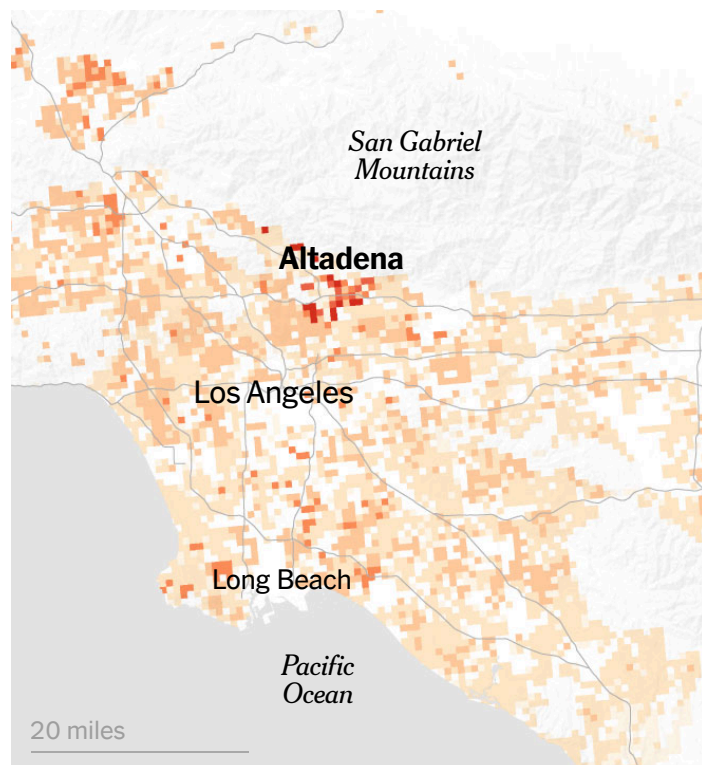 San Gabriel
Mountains
Altadena
Los Angeles
Long Beach
Pacific
Ocean
20 miles